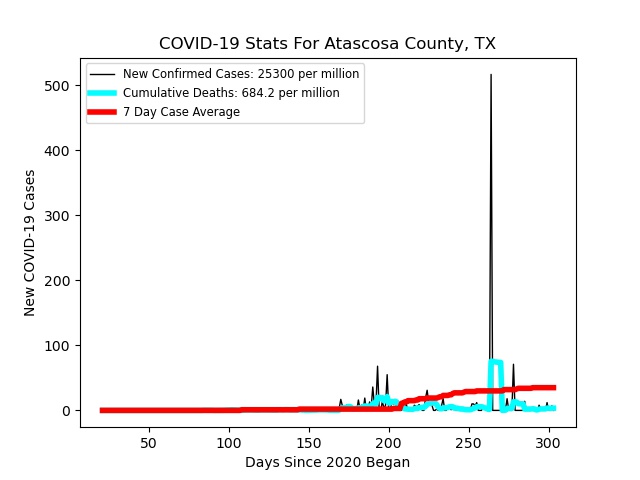 COVID-19 Stats For Atascosa County, TX
New Confirmed Cases: 25300 per million
Cumulative Deaths: 684.2 per million
7 Day Case Average
New COVID-19 Cases
500
400
300
200
100
0
50 100 150 200 250 300
Days Since 2020 Began